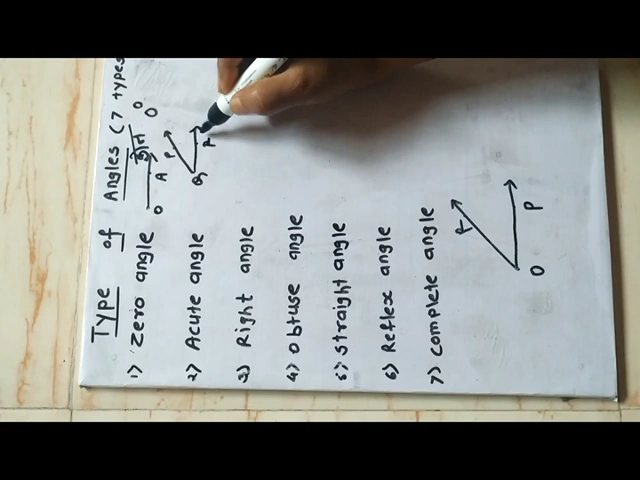 Type of Angles (7 types
1) Zero angle O A कोन 0°
2) Acute angle
3) Right angle
4) Obtuse angle
5) straight angle
6) Reflex angle
7) complete angle
O P